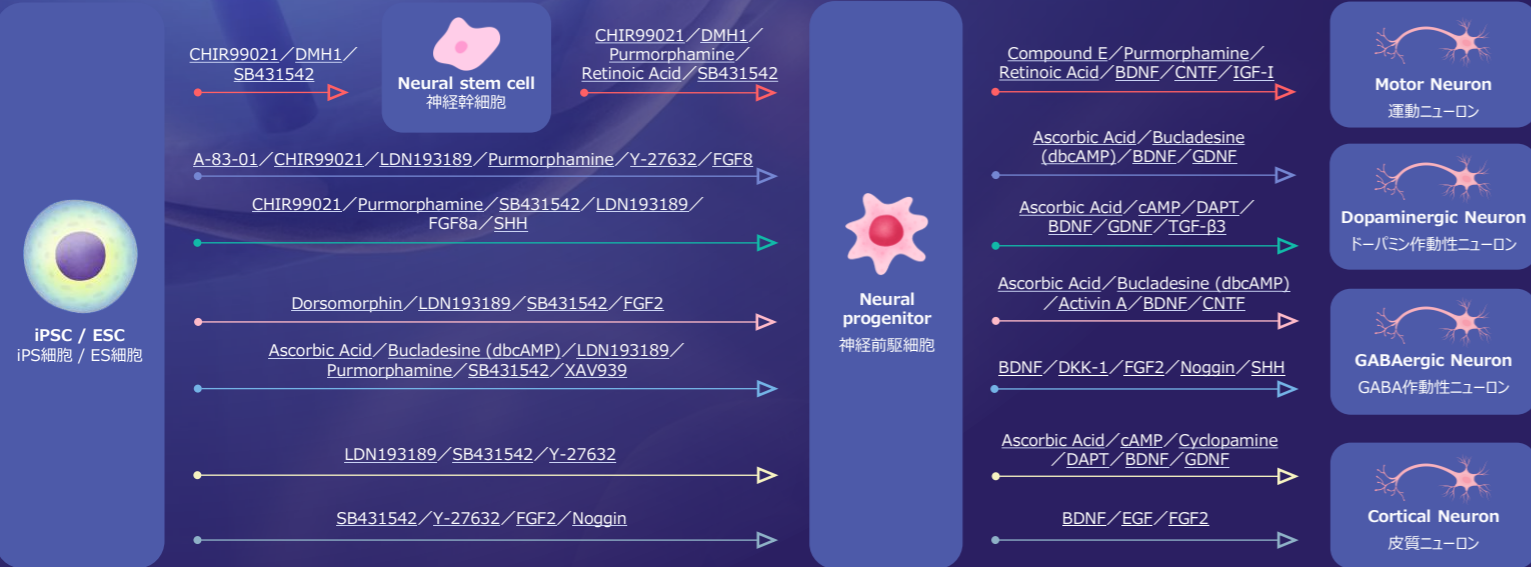 iPSC / ESC
iPS細胞 / ES細胞
CHIR99021／DMH1／
SB431542
Neural stem cell
神経幹細胞
CHIR99021／DMH1／
Purmorphamine／
Retinoic Acid／SB431542
A-83-01／CHIR99021／LDN193189／Purmorphamine／Y-27632／FGF8
CHIR99021／Purmorphamine／SB431542／LDN193189／
FGF8a／SHH
Dorsomorphin／LDN193189／SB431542／FGF2
Ascorbic Acid／Bucladesine (dbcAMP)／LDN193189／
Purmorphamine／SB431542／XAV939
LDN193189／SB431542／Y-27632
SB431542／Y-27632／FGF2／Noggin
Neural
progenitor
神経前駆細胞
Compound E／Purmorphamine／
Retinoic Acid／BDNF／CNTF／IGF-I
Ascorbic Acid／Bucladesine
(dbcAMP)／BDNF／GDNF
Ascorbic Acid／cAMP／DAPT／
BDNF／GDNF／TGF-β3
Ascorbic Acid／Bucladesine (dbcAMP)
／Activin A／BDNF／CNTF
BDNF／DKK-1／FGF2／Noggin／SHH
Ascorbic Acid／cAMP／Cyclopamine
／DAPT／BDNF／GDNF
BDNF／EGF／FGF2
Motor Neuron
運動ニューロン
Dopaminergic Neuron
ドーパミン作動性ニューロン
GABAergic Neuron
GABA作動性ニューロン
Cortical Neuron
皮質ニューロン